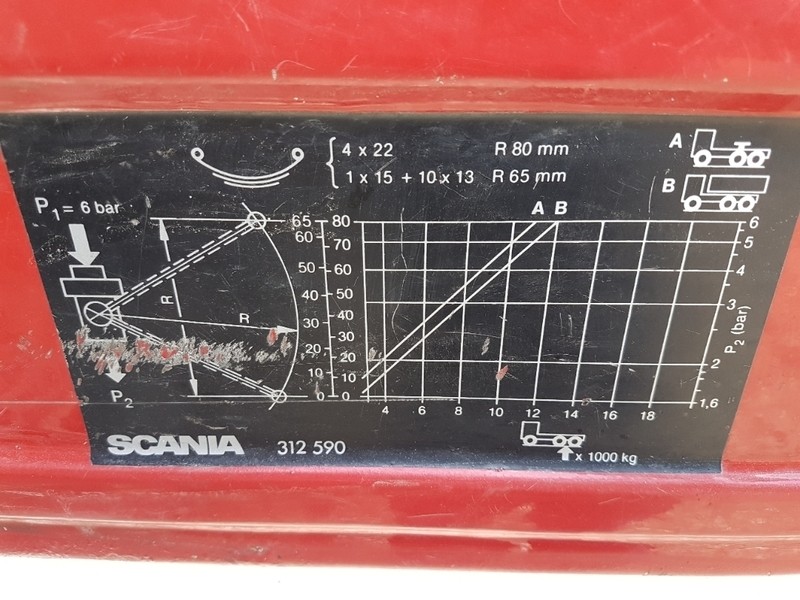 4 x 22 R 80 mm
1 x 15 + 10 x 13 R 65 mm
A
B
P1 = 6 bar
A B
65 80 6
60 70 5
50 60 4
40 50
R
R
40 3
30 30
20 20 2
10 10
0 0 1,6
P2 (bar)
P2
4 6 8 10 12 14 16 18
SCANIA 312 590
x 1000 kg